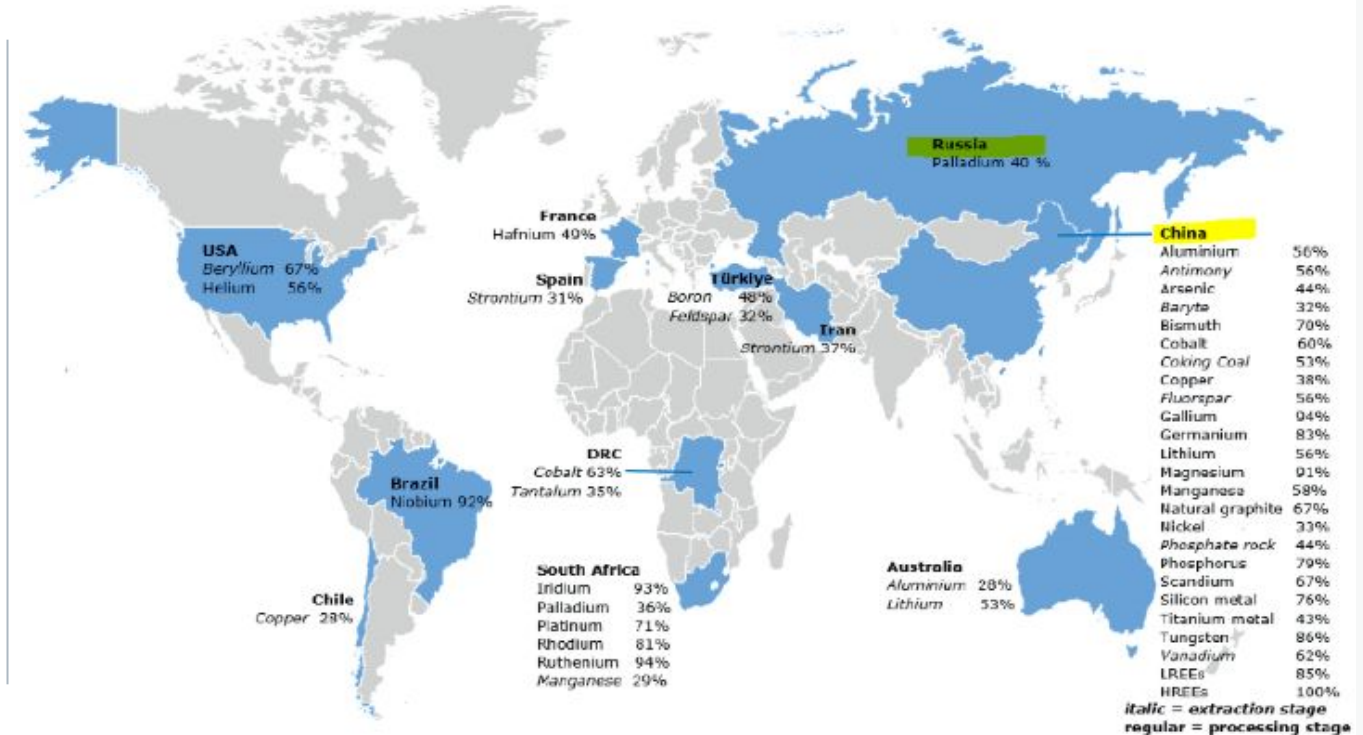 Russia
Palladium 40 %
France
Hafnium 49%
USA
Beryllium 67%
Helium 56%
Spain
Strontium 31%
Türkiye
Boron 48%
Feldspar 32%
Iran
Strontium 37%
China
Aluminium 56%
Antimony 56%
Arsenic 44%
Baryte 32%
Bismuth 70%
Cobalt 60%
Coking Coal 53%
Copper 38%
Fluorspar 56%
Gallium 94%
Germanium 83%
Lithium 56%
Magnesium 91%
Manganese 58%
Natural graphite 67%
Nickel 33%
Phosphate rock 44%
Phosphorus 79%
Scandium 67%
Silicon metal 76%
Titanium metal 43%
Tungsten 86%
Vanadium 62%
LREEs 85%
HREEs 100%
DRC
Cobalt 63%
Tantalum 35%
Brazil
Niobium 92%
Chile
Copper 28%
South Africa
Iridium 93%
Palladium 36%
Platinum 71%
Rhodium 81%
Ruthenium 94%
Manganese 29%
Australia
Aluminium 28%
Lithium 53%
italic = extraction stage
regular = processing stage